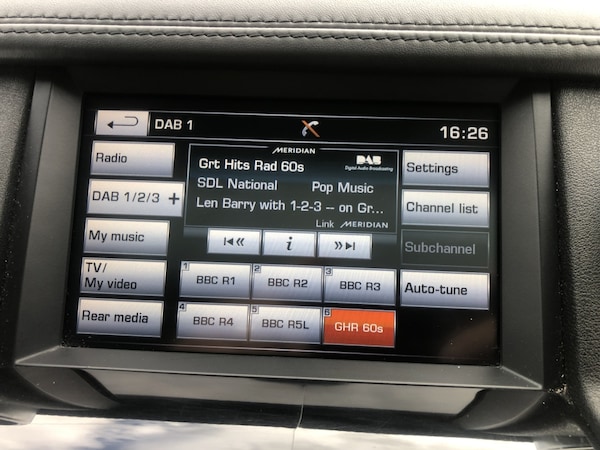 DAB 1
16:26
Radio
DAB 1/2/3 +
My music
TV/
My video
Rear media
MERIDIAN
Grt Hits Rad 60s
DAB
Digital Audio Broadcasting
SDL National Pop Music
Len Barry with 1-2-3 -- on Gr...
Link MERIDIAN
i
Settings
Channel list
Subchannel
Auto-tune
1 BBC R1
2 BBC R2
3 BBC R3
4 BBC R4
5 BBC R5L
6 GHR 60s